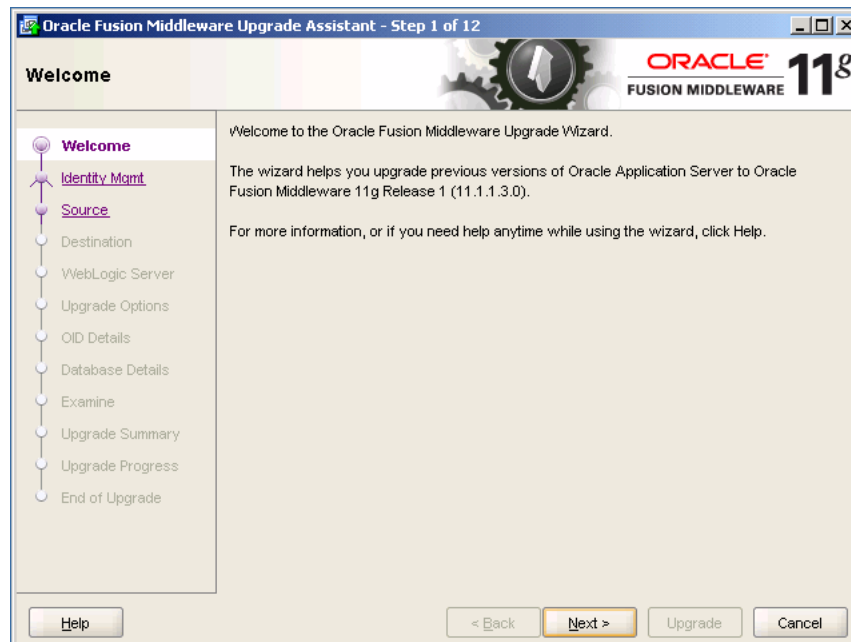 Oracle Fusion Middleware Upgrade Assistant - Step 1 of 12
Welcome
ORACLE
FUSION MIDDLEWARE 11g
Welcome
Identity Mgmt
Source
Destination
WebLogic Server
Upgrade Options
OID Details
Database Details
Examine
Upgrade Summary
Upgrade Progress
End of Upgrade
Welcome to the Oracle Fusion Middleware Upgrade Wizard.
The wizard helps you upgrade previous versions of Oracle Application Server to Oracle
Fusion Middleware 11g Release 1 (11.1.1.3.0).
For more information, or if you need help anytime while using the wizard, click Help.
Help
< Back
Next >
Upgrade
Cancel